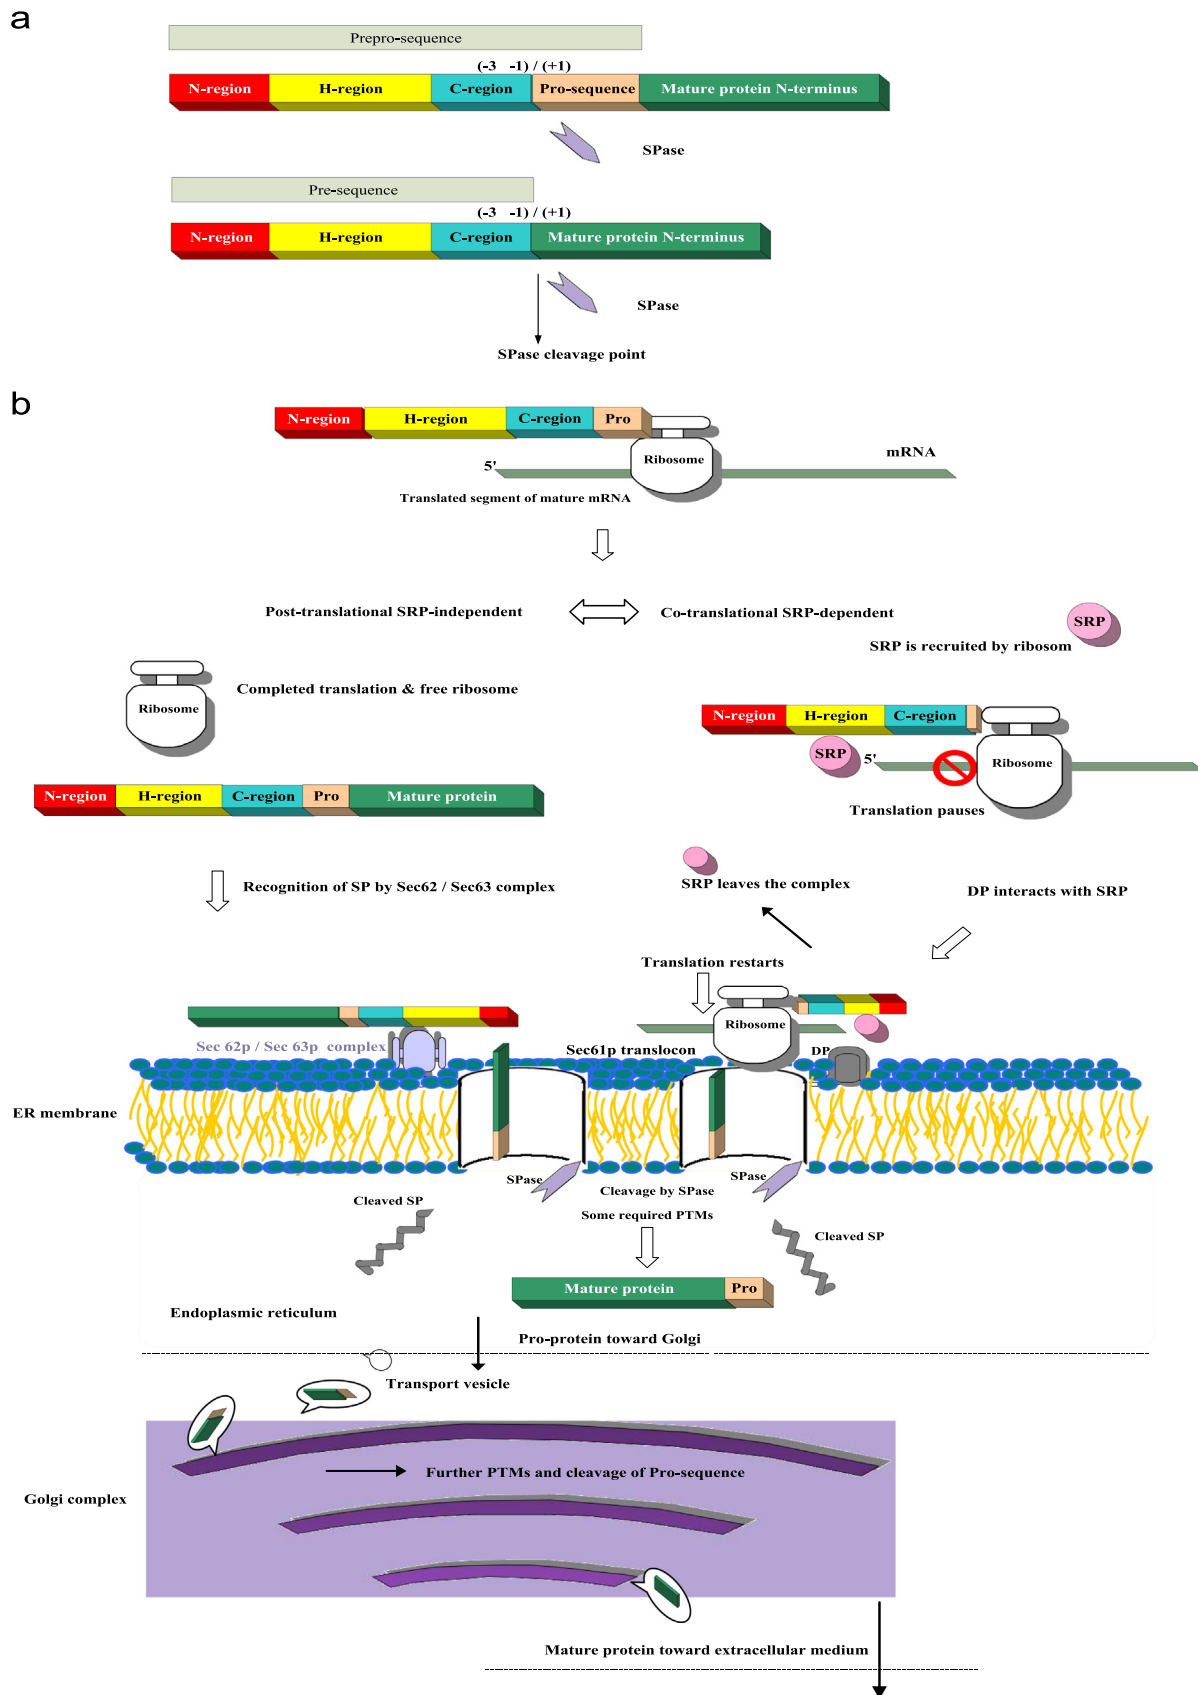 a
Prepro-sequence
(-3 -1) / (+1)
N-region H-region C-region Pro-sequence Mature protein N-terminus
SPase
Pre-sequence
(-3 -1) / (+1)
N-region H-region C-region Mature protein N-terminus
SPase
SPase cleavage point
b
N-region H-region C-region Pro
5' Ribosome mRNA
Translated segment of mature mRNA
Post-translational SRP-independent
Co-translational SRP-dependent
SRP
SRP is recruited by ribosom
Ribosome
Completed translation & free ribosome
N-region H-region C-region
SRP 5' Ribosome
Translation pauses
N-region H-region C-region Pro Mature protein
Recognition of SP by Sec62 / Sec63 complex
SRP leaves the complex
DP interacts with SRP
Translation restarts
Ribosome
Sec 62p / Sec 63p complex
Sec61p translocon
DP
ER membrane
SPase
Cleavage by SPase
SPase
Cleaved SP
Some required PTMs
Cleaved SP
Mature protein Pro
Endoplasmic reticulum
Pro-protein toward Golgi
Transport vesicle
Further PTMs and cleavage of Pro-sequence
Golgi complex
Mature protein toward extracellular medium